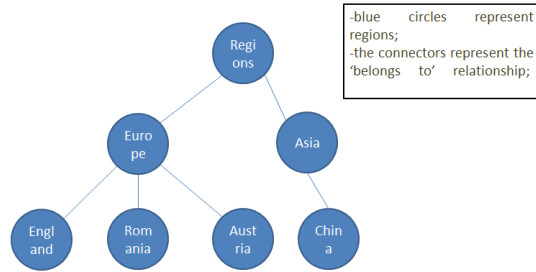 Regi
ons
-blue circles represent
regions;
-the connectors represent the
‘belongs to’ relationship;
Euro
pe
Asia
Engl
and
Rom
ania
Aust
ria
Chin
a